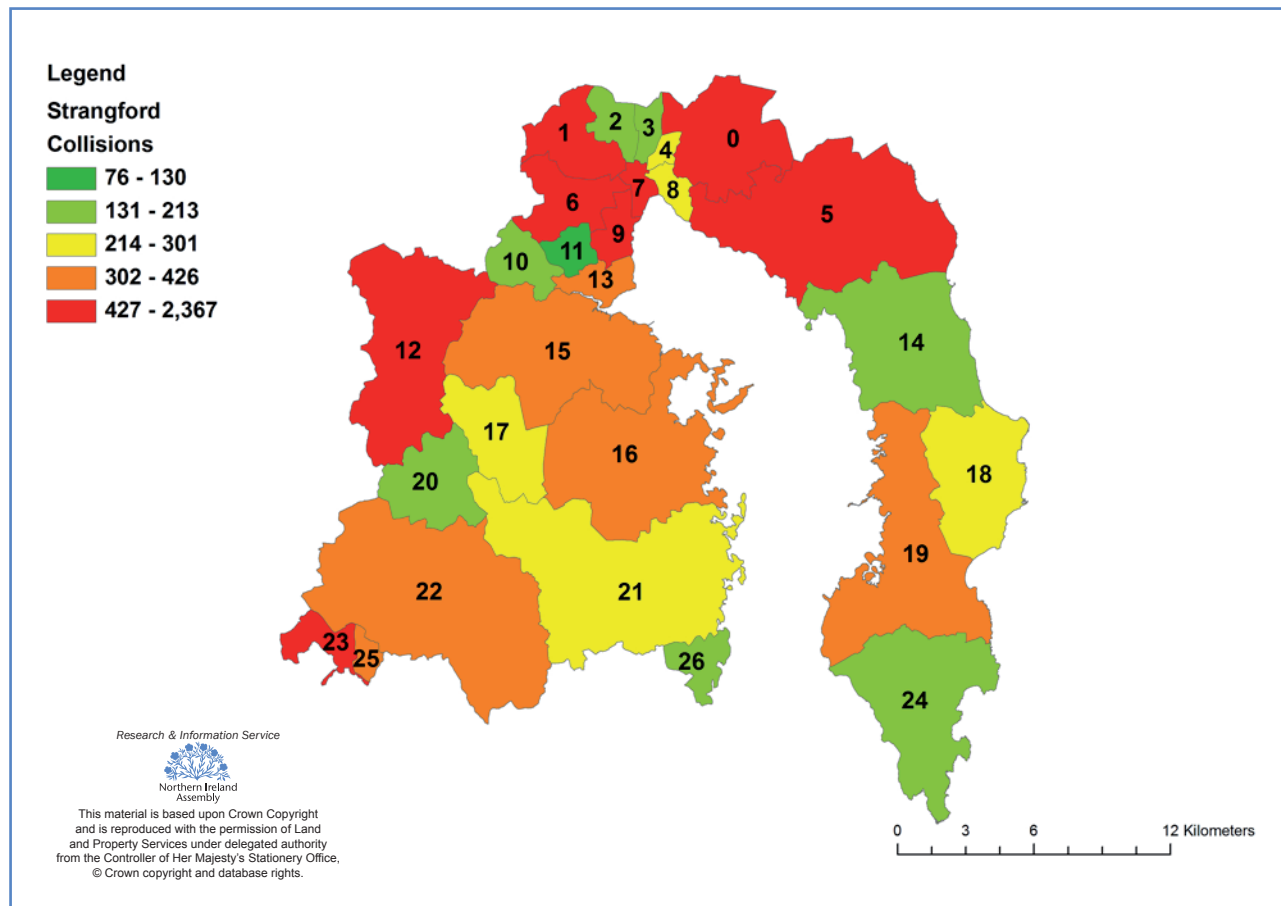 Legend
Strangford
Collisions
76 - 130
131 - 213
214 - 301
302 - 426
427 - 2,367
0
1
2
3
4
5
6
7
8
9
10
11
12
13
14
15
16
17
18
19
20
21
22
23
24
25
26
Research & Information Service
Northern Ireland
Assembly
This material is based upon Crown Copyright
and is reproduced with the permission of Land
and Property Services under delegated authority
from the Controller of Her Majesty's Stationery Office,
© Crown copyright and database rights.
0 3 6 12 Kilometers